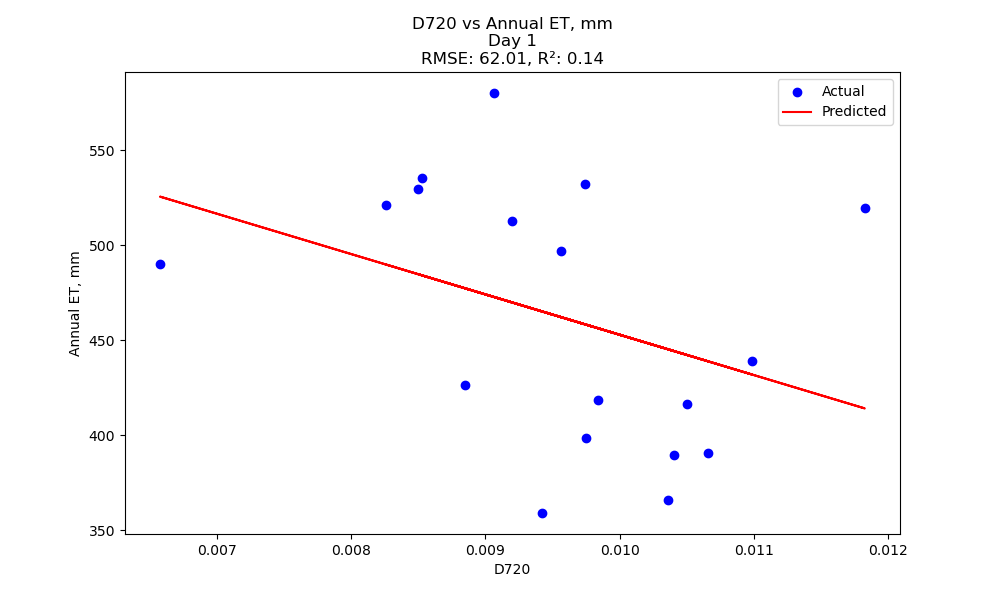 D720 vs Annual ET, mm
Day 1
RMSE: 62.01, R²: 0.14
Actual
Predicted
Annual ET, mm
550
500
450
400
350
0.007
0.008
0.009
0.010
0.011
0.012
D720